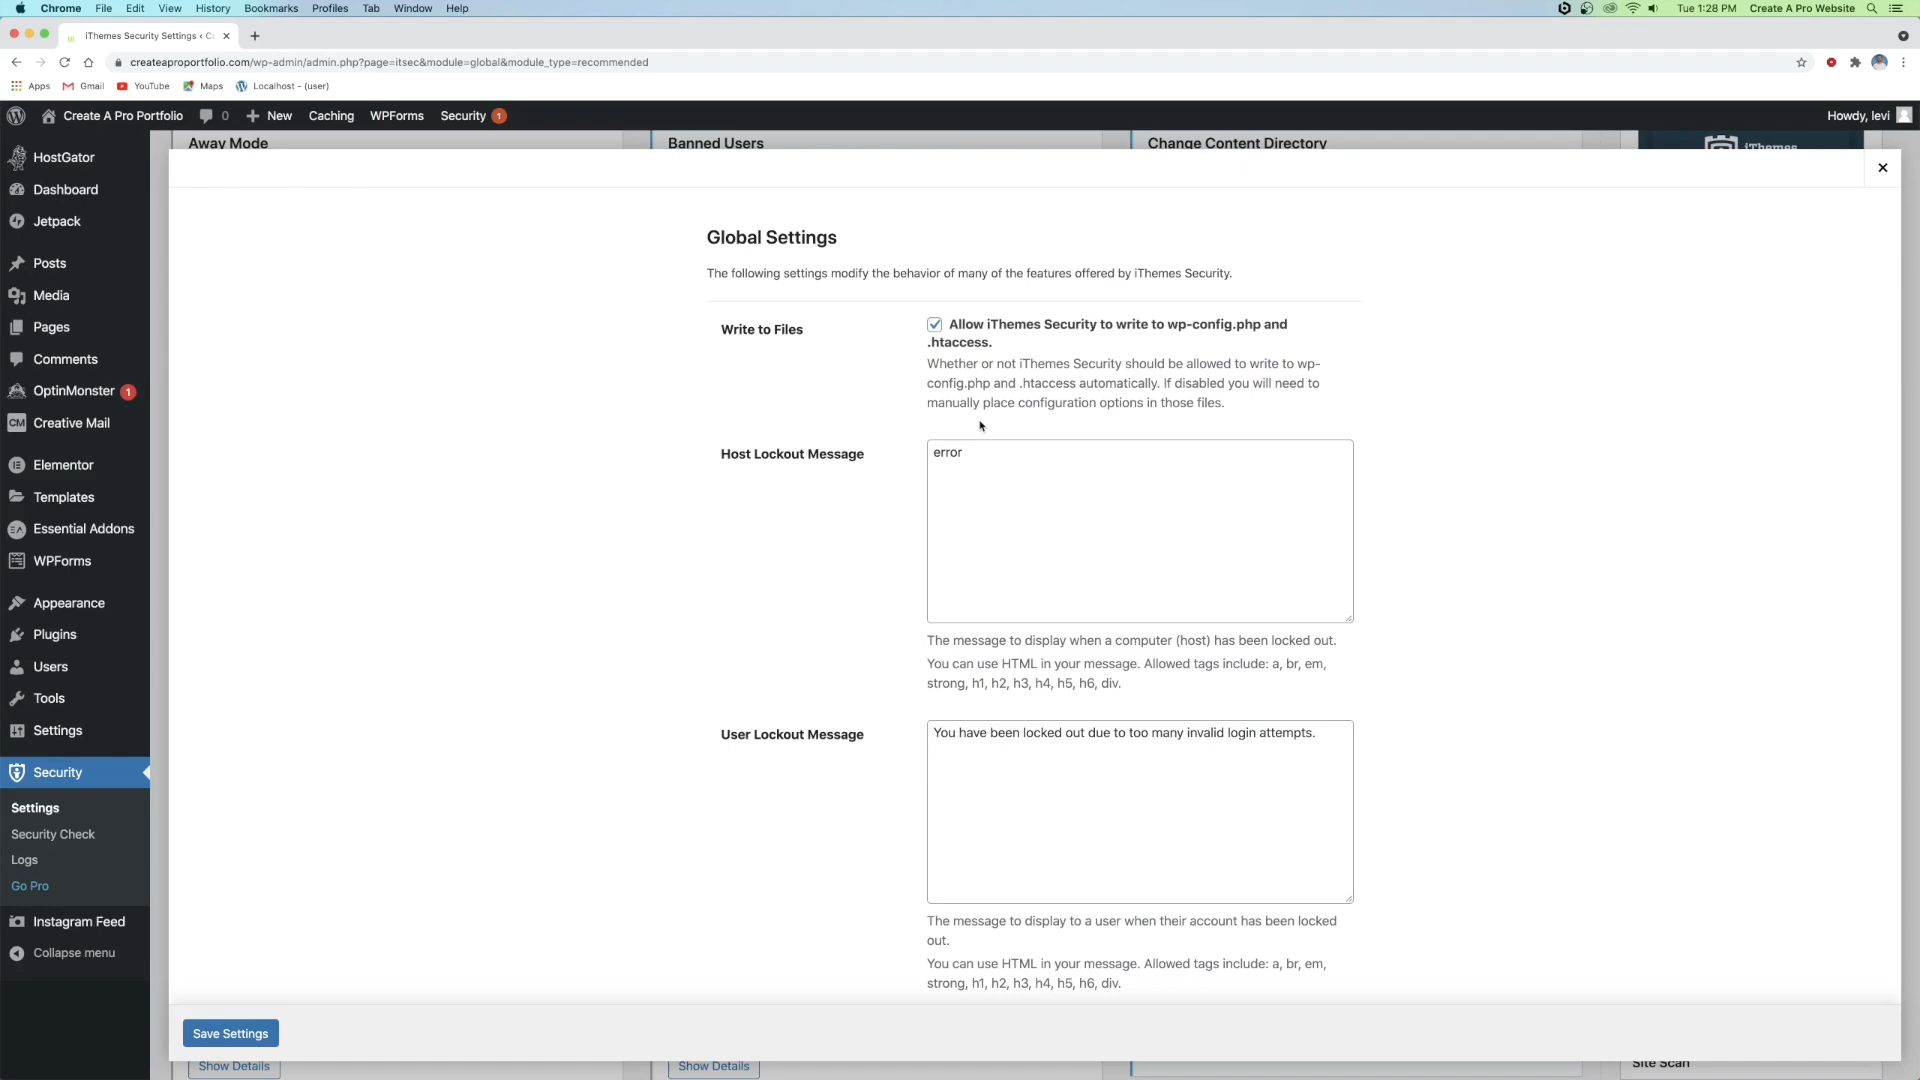 Chrome File Edit View History Bookmarks Profiles Tab Window Help Tue 1:28 PM Create A Pro Website
iThemes Security Settings ‹ C
createaproportfolio.com/wp-admin/admin.php?page=itsec&module=global&module_type=recommended
Apps Gmail YouTube Maps Localhost - (user)
Create A Pro Portfolio 0 New Caching WPForms Security 1 Howdy, levi
Away Mode Banned Users Change Content Directory iThemes
HostGator
Dashboard
Jetpack
Posts
Media
Pages
Comments
OptinMonster 1
CM Creative Mail
Elementor
Templates
EA Essential Addons
WPForms
Appearance
Plugins
Users
Tools
Settings
Security
Settings
Security Check
Logs
Go Pro
Instagram Feed
Collapse menu
Global Settings
The following settings modify the behavior of many of the features offered by iThemes Security.
Write to Files
Allow iThemes Security to write to wp-config.php and
.htaccess.
Whether or not iThemes Security should be allowed to write to wp-
config.php and .htaccess automatically. If disabled you will need to
manually place configuration options in those files.
Host Lockout Message
error
The message to display when a computer (host) has been locked out.
You can use HTML in your message. Allowed tags include: a, br, em,
strong, h1, h2, h3, h4, h5, h6, div.
User Lockout Message
You have been locked out due to too many invalid login attempts.
The message to display to a user when their account has been locked
out.
You can use HTML in your message. Allowed tags include: a, br, em,
strong, h1, h2, h3, h4, h5, h6, div.
Save Settings
Show Details Show Details Site Scan